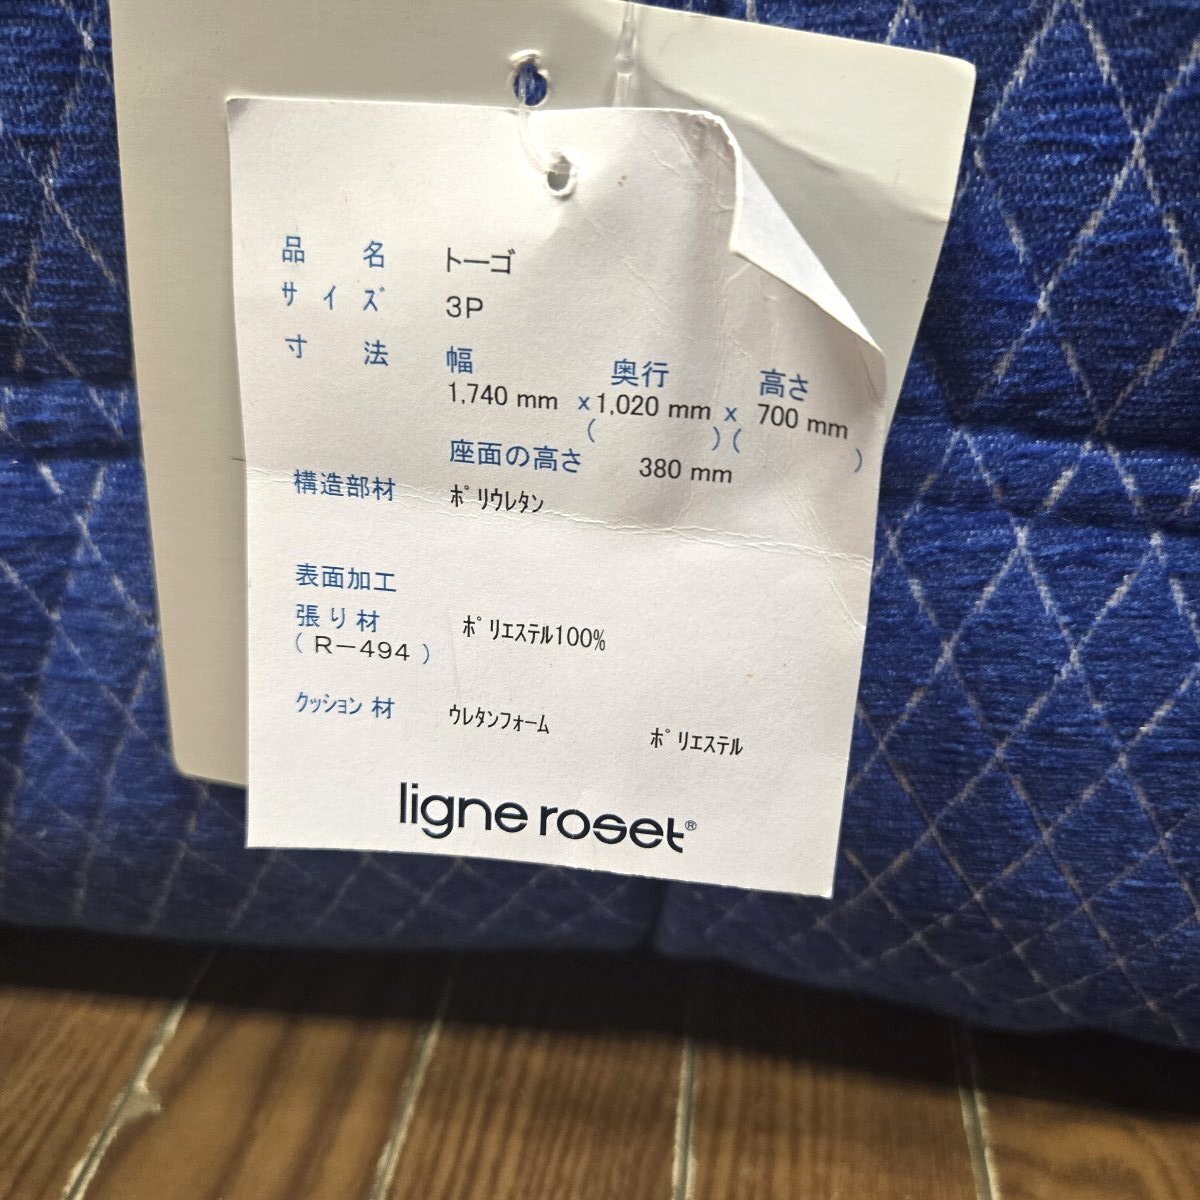 品名 トーゴ
サイズ 3P
寸法 幅 奥行 高さ
1,740 mm x 1,020 mm x 700 mm
( ) ( )
座面の高さ 380 mm
構造部材 ポリウレタン
表面加工
張り材 ポリエステル100%
( R-494 )
クッション材 ウレタンフォーム ポリエステル
ligne roset®